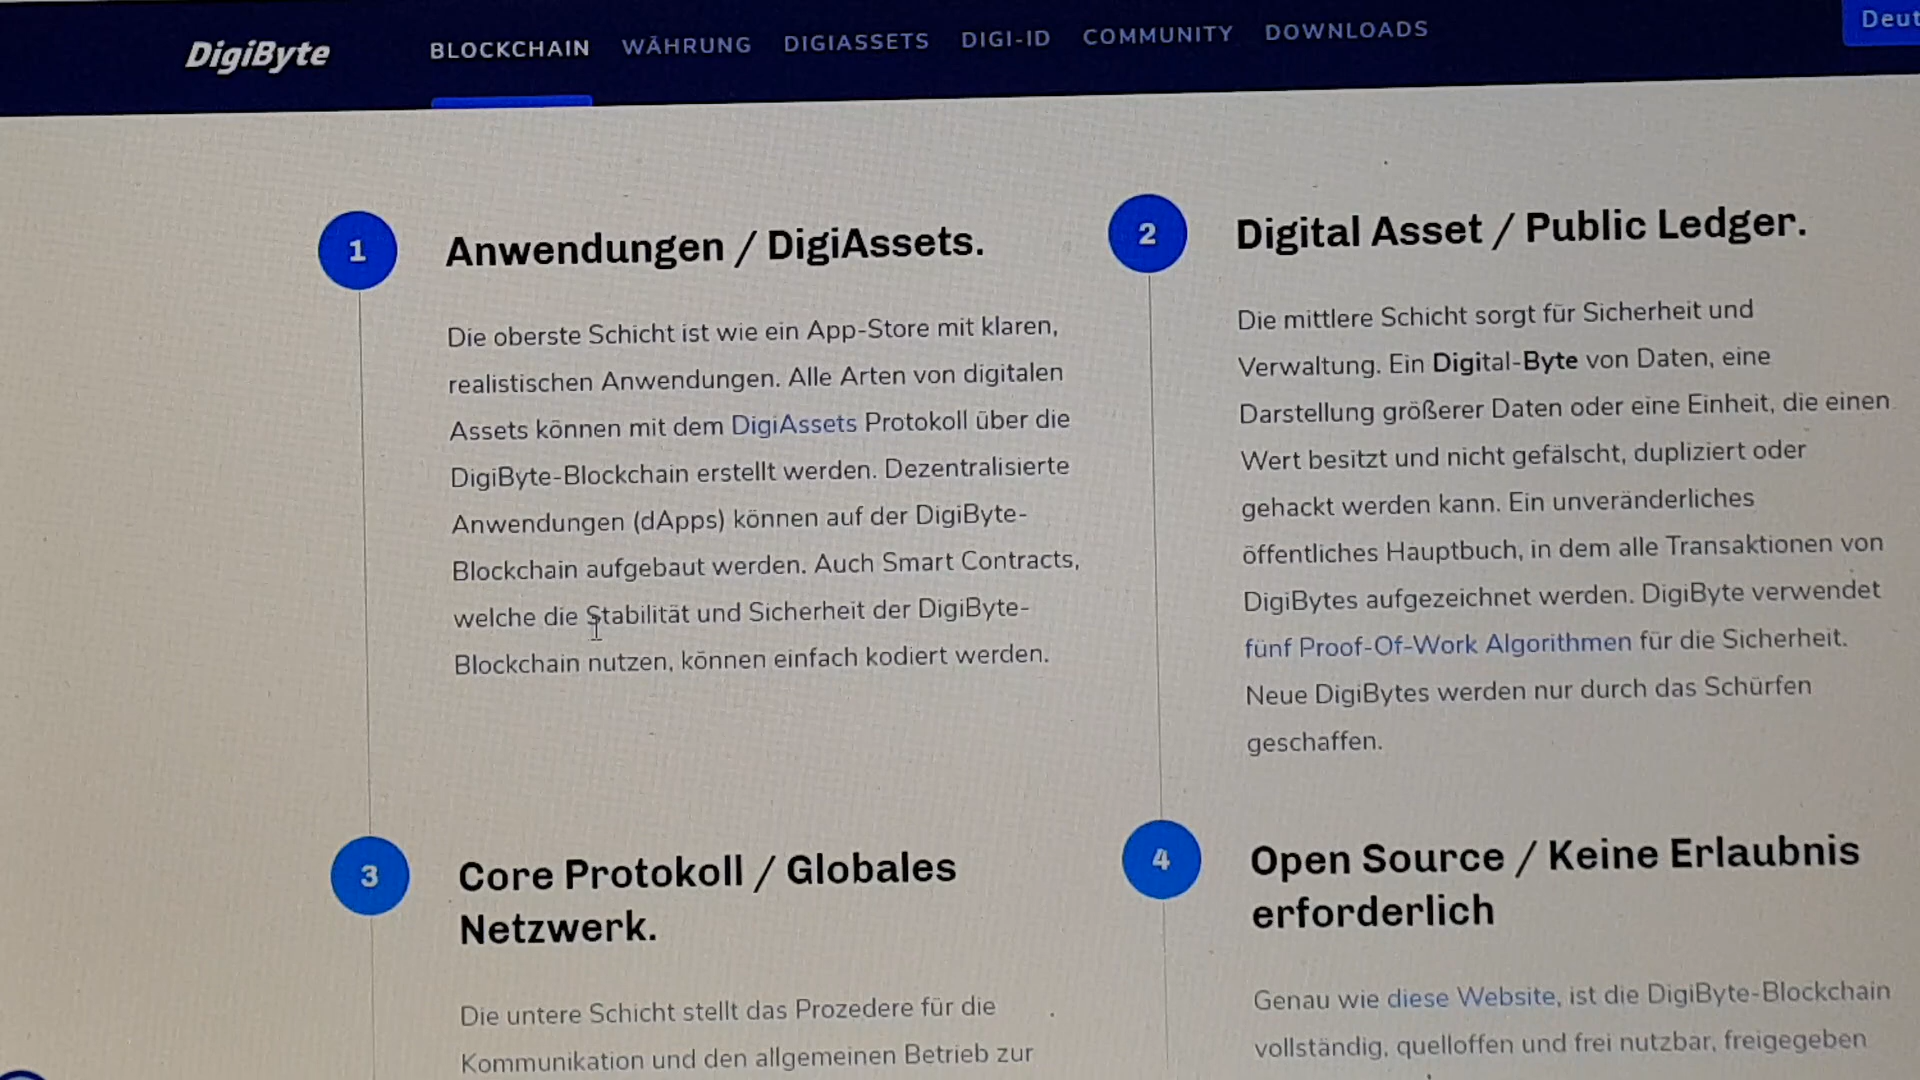 DigiByte
BLOCKCHAIN WÄHRUNG DIGIASSETS DIGI-ID COMMUNITY DOWNLOADS
1
Anwendungen / DigiAssets.
Die oberste Schicht ist wie ein App-Store mit klaren,
realistischen Anwendungen. Alle Arten von digitalen
Assets können mit dem DigiAssets Protokoll über die
DigiByte-Blockchain erstellt werden. Dezentralisierte
Anwendungen (dApps) können auf der DigiByte-
Blockchain aufgebaut werden. Auch Smart Contracts,
welche die Stabilität und Sicherheit der DigiByte-
Blockchain nutzen, können einfach kodiert werden.
2
Digital Asset / Public Ledger.
Die mittlere Schicht sorgt für Sicherheit und
Verwaltung. Ein Digital-Byte von Daten, eine
Darstellung größerer Daten oder eine Einheit, die einen
Wert besitzt und nicht gefälscht, dupliziert oder
gehackt werden kann. Ein unveränderliches
öffentliches Hauptbuch, in dem alle Transaktionen von
DigiBytes aufgezeichnet werden. DigiByte verwendet
fünf Proof-Of-Work Algorithmen für die Sicherheit.
Neue DigiBytes werden nur durch das Schürfen
geschaffen.
3
Core Protokoll / Globales
Netzwerk.
Die untere Schicht stellt das Prozedere für die
Kommunikation und den allgemeinen Betrieb zur
4
Open Source / Keine Erlaubnis
erforderlich
Genau wie diese Website, ist die DigiByte-Blockchain
vollständig, quelloffen und frei nutzbar, freigegeben